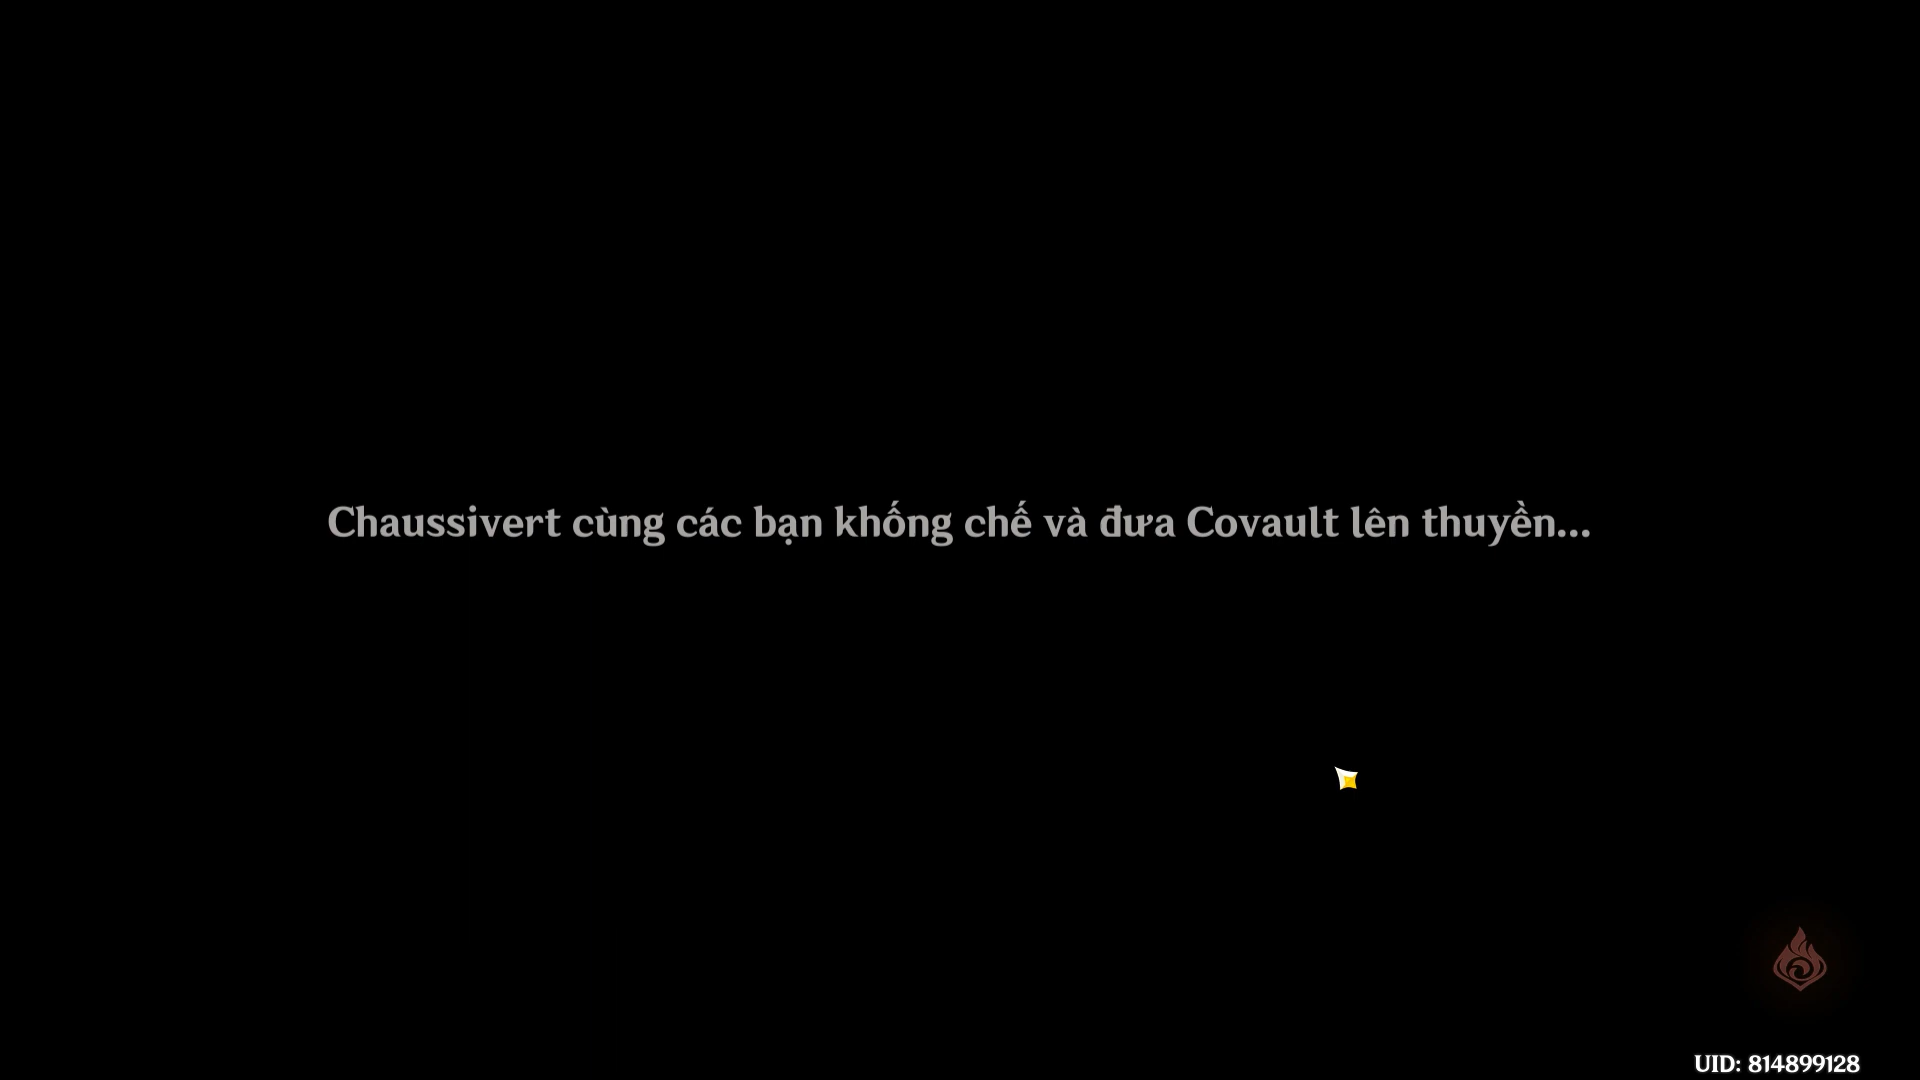 Chaussivert cùng các bạn khống chế và đưa Covault lên thuyền...
UID: 814899128